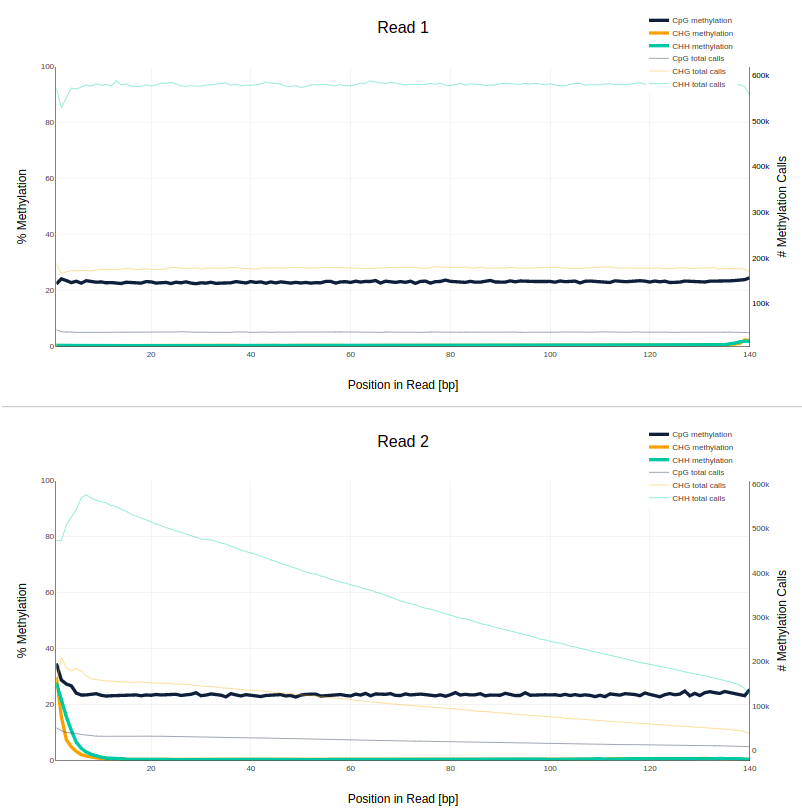 Read 1
CpG methylation
CHG methylation
CHH methylation
CpG total calls
CHG total calls
CHH total calls
100
80
60
40
20
0
600k
500k
400k
300k
200k
100k
% Methylation
# Methylation Calls
20 40 60 80 100 120 140
Position in Read [bp]
Read 2
CpG methylation
CHG methylation
CHH methylation
CpG total calls
CHG total calls
CHH total calls
100
80
60
40
20
0
600k
500k
400k
300k
200k
100k
0
% Methylation
# Methylation Calls
20 40 60 80 100 120 140
Position in Read [bp]